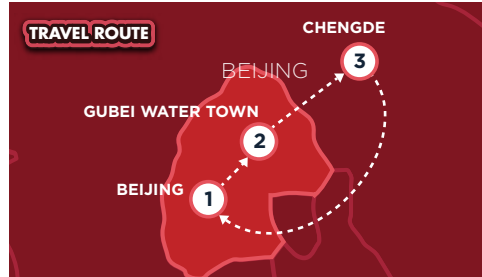 TRAVEL ROUTE
CHENGDE
3
BEIJING
GUBEI WATER TOWN
2
BEIJING
1